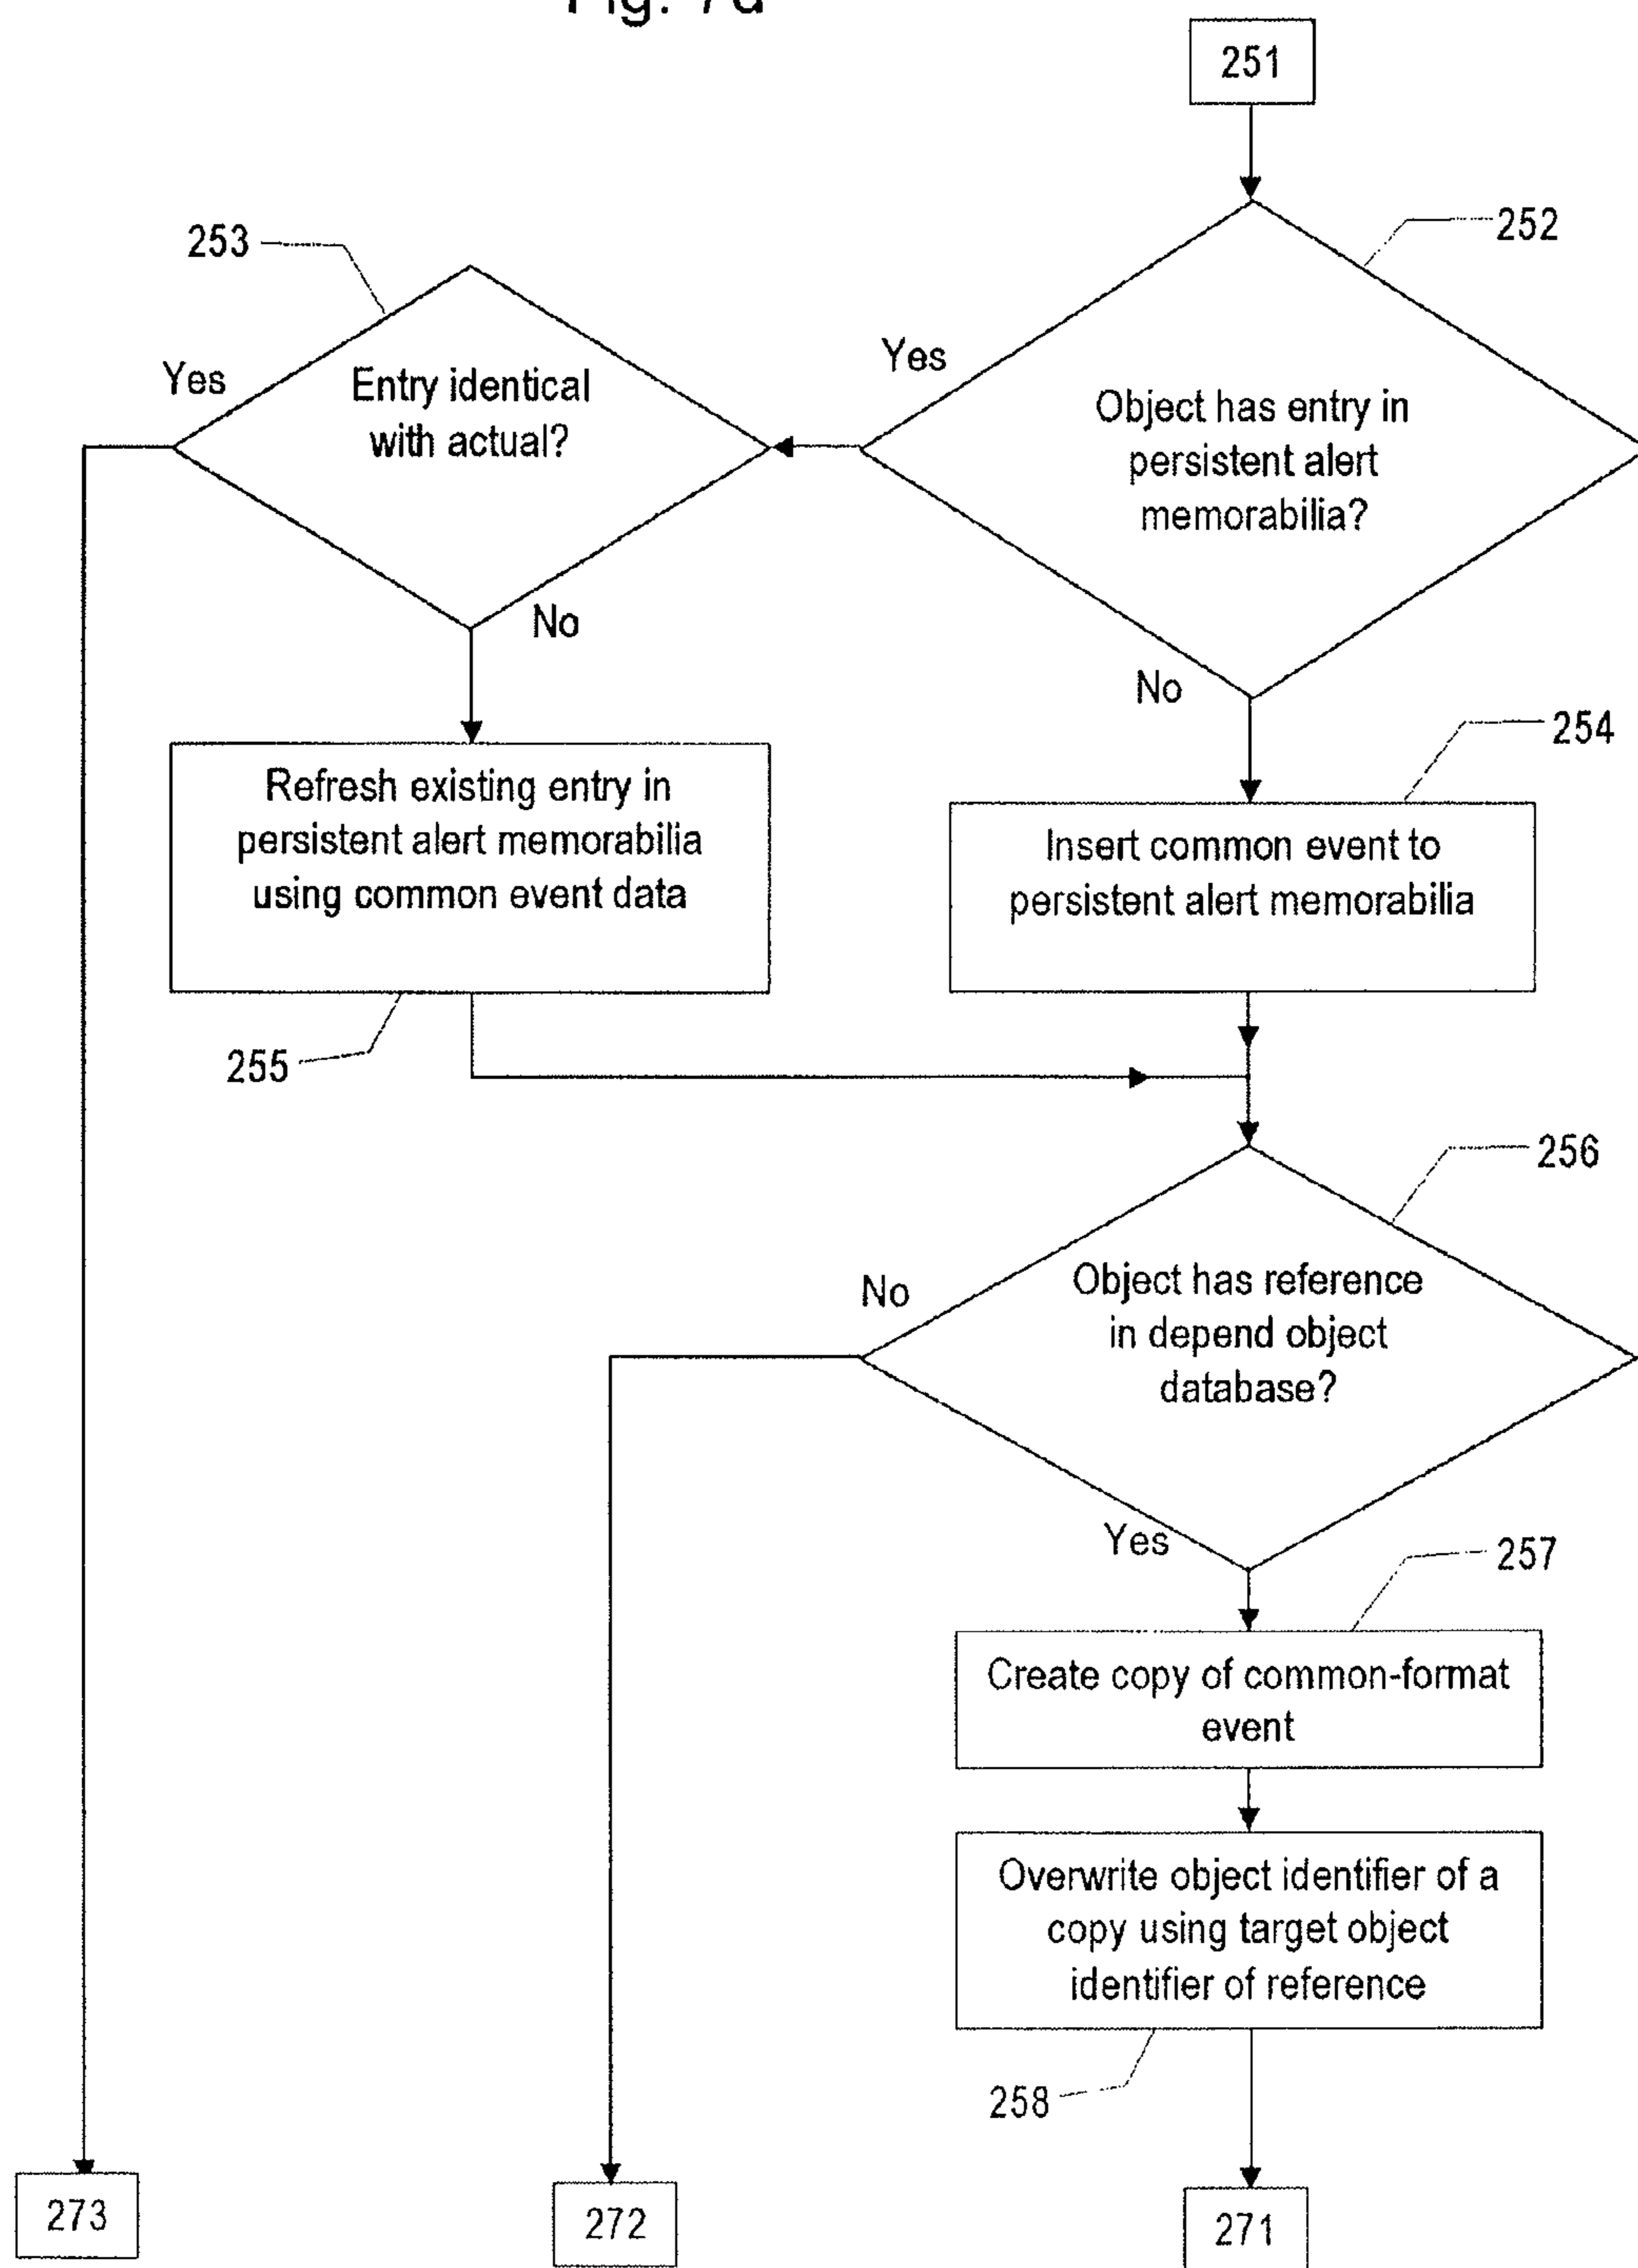 251
252
253
Yes
Entry identical
with actual?
Yes
Object has entry in
persistent alert
memorabilia?
No
No
254
Refresh existing entry in
persistent alert memorabilia
using common event data
Insert common event to
persistent alert memorabilia
255
256
No
Object has reference
in depend object
database?
Yes
257
Create copy of common-format
event
Overwrite object identifier of a
copy using target object
identifier of reference
258
273
272
271